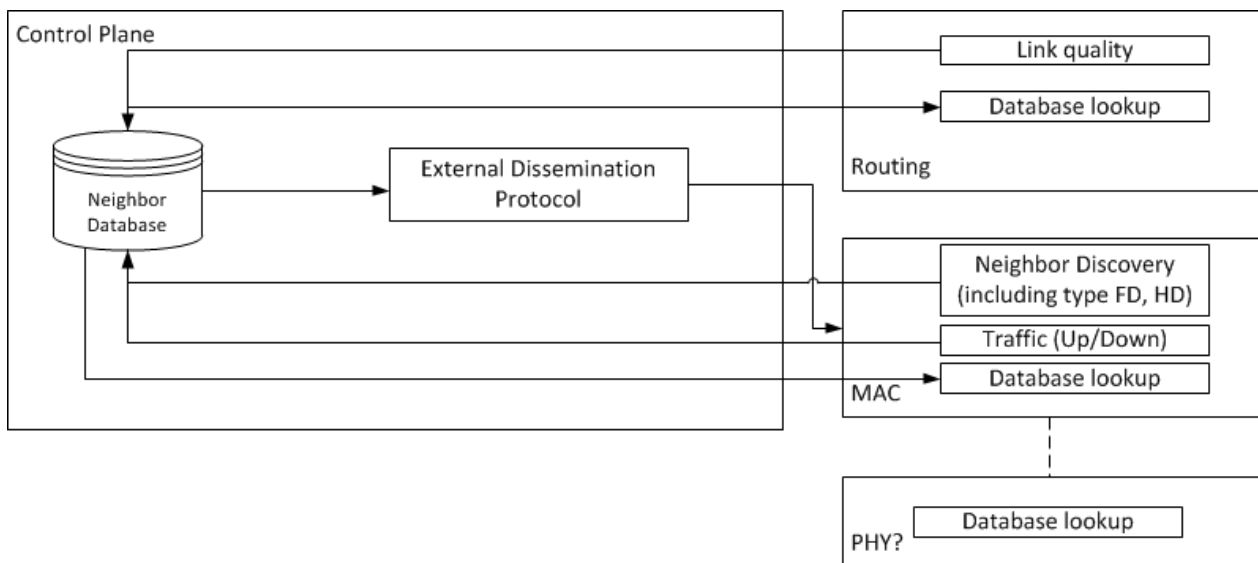 Control Plane
Link quality
Database lookup
Routing
Neighbor
Database
External Dissemination
Protocol
Neighbor Discovery
(including type FD, HD)
Traffic (Up/Down)
Database lookup
MAC
Database lookup
PHY?